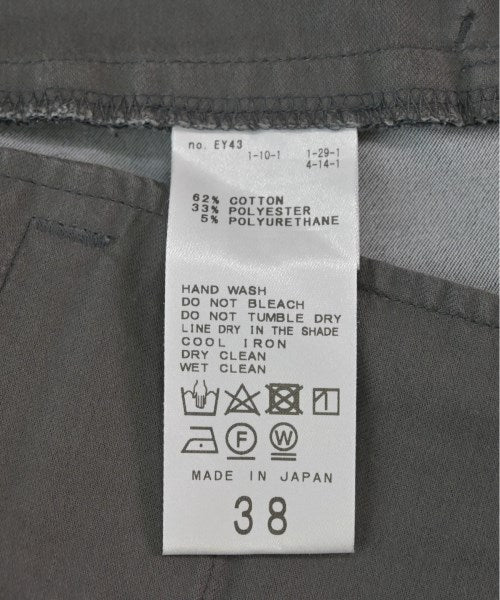 no. EY43
1-10-1 1-29-1
4-14-1
62% COTTON
33% POLYESTER
5% POLYURETHANE
HAND WASH
DO NOT BLEACH
DO NOT TUMBLE DRY
LINE DRY IN THE SHADE
COOL IRON
DRY CLEAN
WET CLEAN
F W
MADE IN JAPAN
38